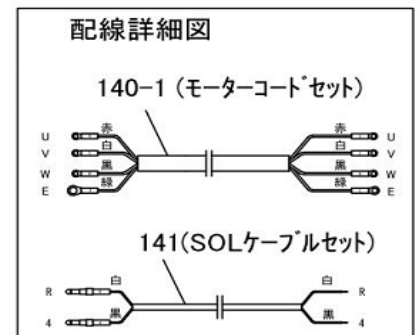 配線詳細図
140-1 (モーターコードセット)
U 赤 赤 U
V 白 白 V
W 黒 黒 W
E 緑 緑 E
141(SOLケーブルセット)
R 白 白 R
4 黒 黒 4